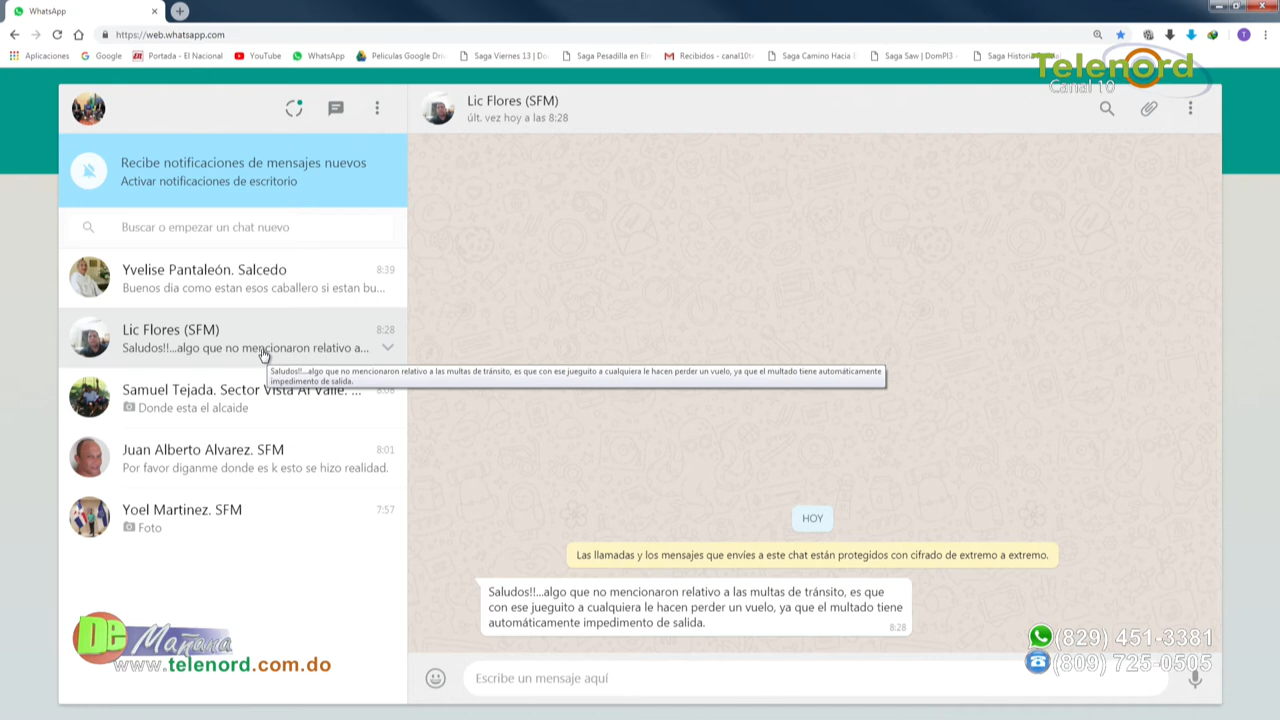 WhatsApp
https://web.whatsapp.com
Aplicaciones
Google
Portada - El Nacional
YouTube
WhatsApp
Peliculas Google Driv
Saga Viernes 13 | Do
Saga Pesadilla en Elm
Recibidos - canal10t
Saga Camino Hacia E
Saga Saw | DomPl3
Saga Histori
Telenord
Canal 10
Lic Flores (SFM)
últ. vez hoy a las 8:28
Recibe notificaciones de mensajes nuevos
Activar notificaciones de escritorio
Buscar o empezar un chat nuevo
Yvelise Pantaleón. Salcedo
8:39
Buenos dia como estan esos caballero si estan bu...
Lic Flores (SFM)
8:28
Saludos!!...algo que no mencionaron relativo a...
Saludos!!...algo que no mencionaron relativo a las multas de tránsito, es que con ese jueguito a cualquiera le hacen perder un vuelo, ya que el multado tiene automáticamente
impedimento de salida.
Samuel Tejada. Sector Vista Al Valle. ...
8:08
Donde esta el alcaide
Juan Alberto Alvarez. SFM
8:01
Por favor diganme donde es k esto se hizo realidad.
Yoel Martinez. SFM
7:57
Foto
HOY
Las llamadas y los mensajes que envíes a este chat están protegidos con cifrado de extremo a extremo.
Saludos!!...algo que no mencionaron relativo a las multas de tránsito, es que
con ese jueguito a cualquiera le hacen perder un vuelo, ya que el multado tiene
automáticamente impedimento de salida.
8:28
Escribe un mensaje aquí
De Mañana
www.telenord.com.do
(829) 451-3381
(809) 725-0505